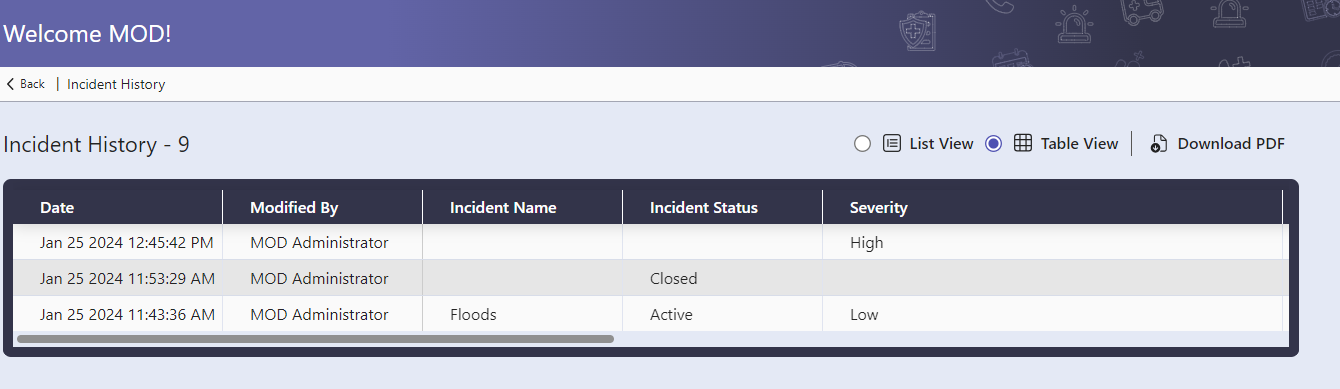 Welcome MOD!
Back | Incident History
Incident History - 9
List View Table View | Download PDF
Date Modified By Incident Name Incident Status Severity
Jan 25 2024 12:45:42 PM MOD Administrator High
Jan 25 2024 11:53:29 AM MOD Administrator Closed
Jan 25 2024 11:43:36 AM MOD Administrator Floods Active Low